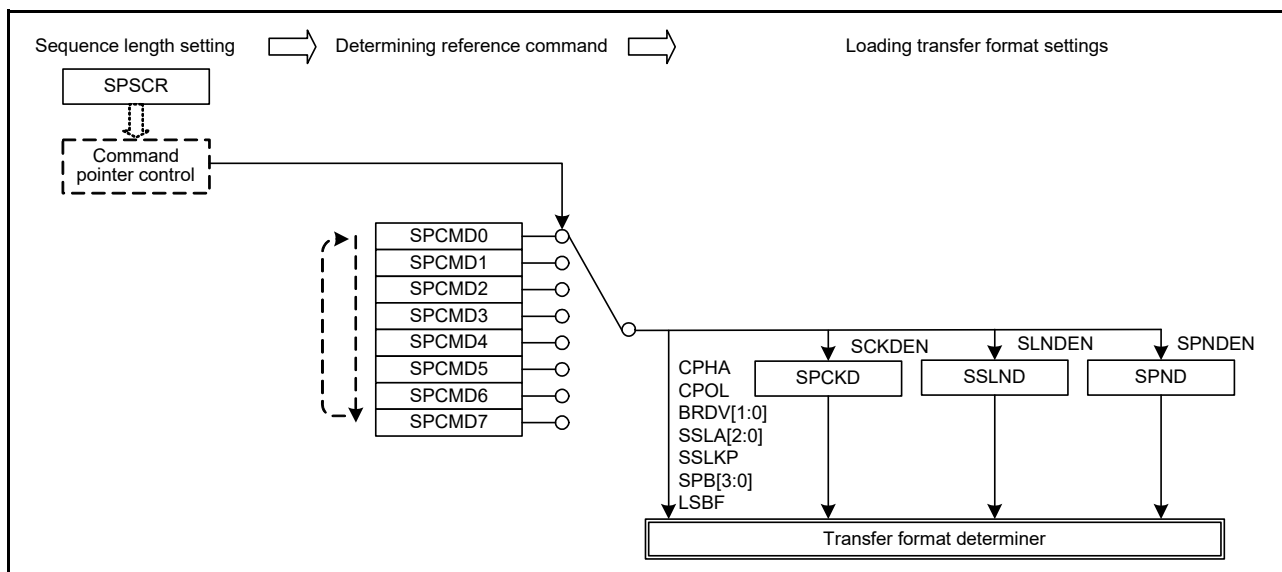 Sequence length setting
Determining reference command
Loading transfer format settings
SPSCR
Command
pointer control
SPCMD0
SPCMD1
SPCMD2
SPCMD3
SPCMD4
SPCMD5
SPCMD6
SPCMD7
CPHA
CPOL
BRDV[1:0]
SSLA[2:0]
SSLKP
SPB[3:0]
LSBF
SCKDEN
SPCKD
SLNDEN
SSLND
SPNDEN
SPND
Transfer format determiner